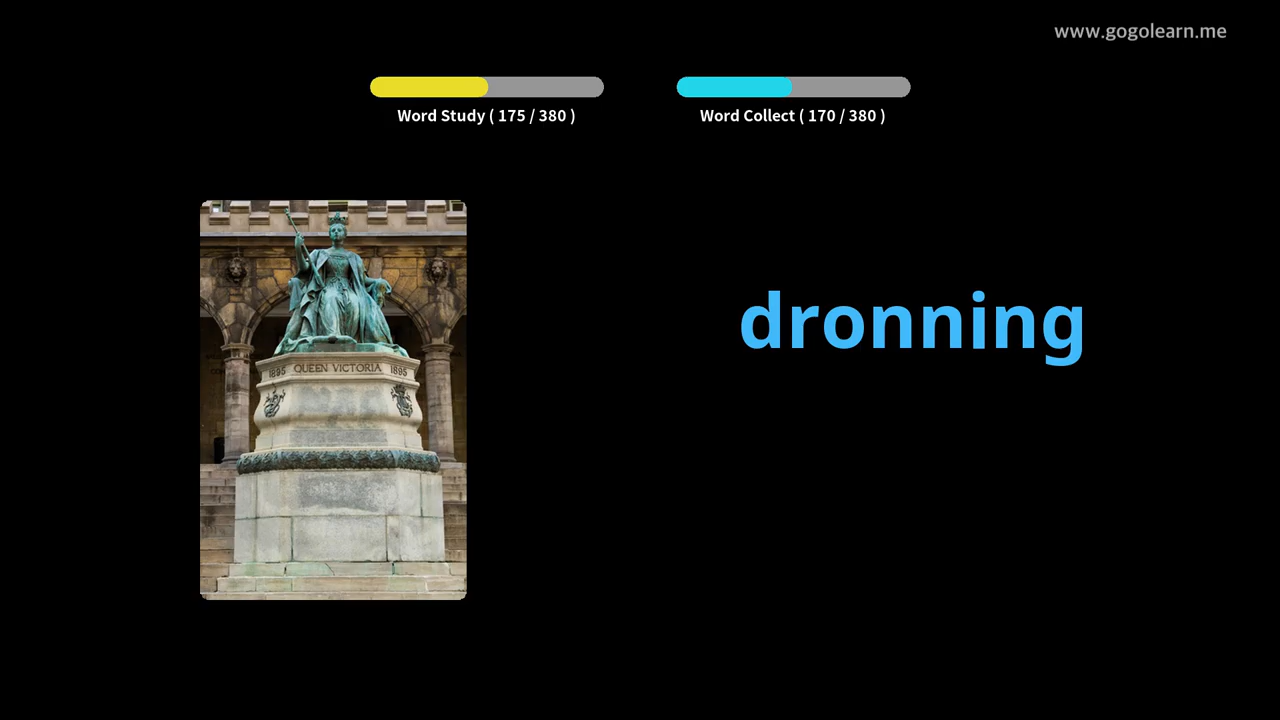 www.gogolearn.me
Word Study ( 175 / 380 )
Word Collect ( 170 / 380 )
1895 QUEEN VICTORIA 1895
dronning